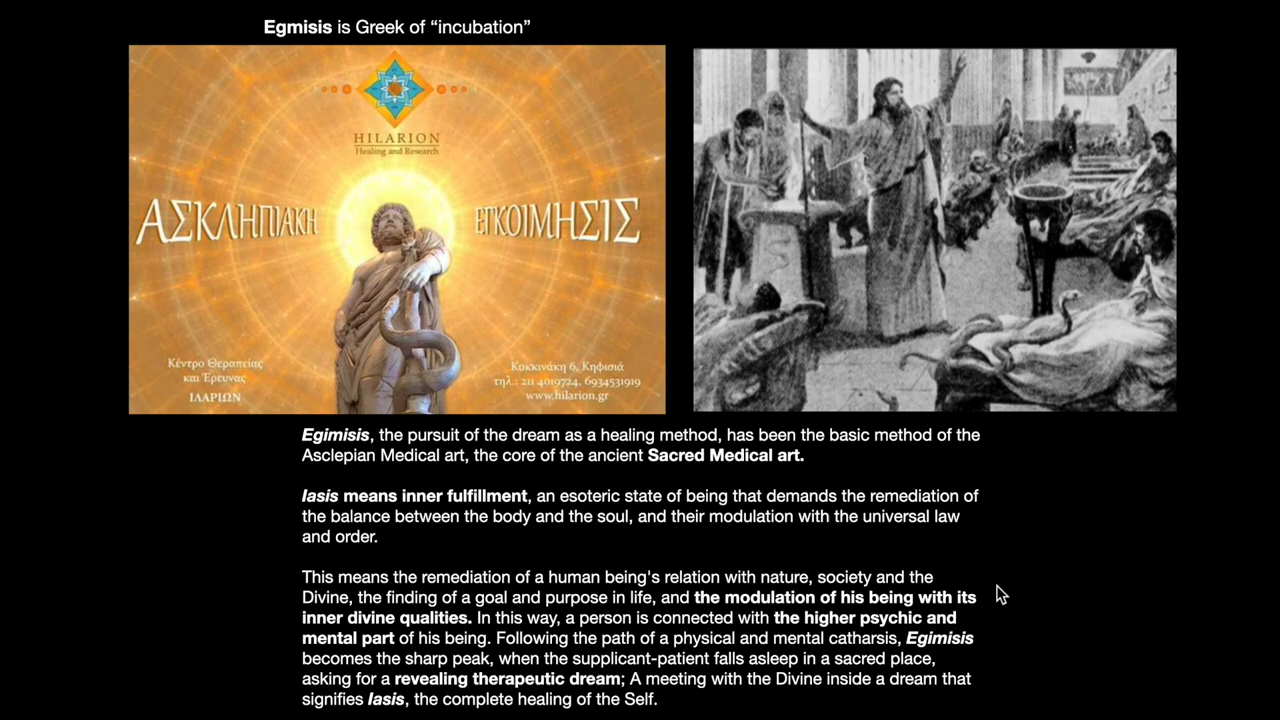 Egmisis is Greek of “incubation”
HILARION
Healing and Research
ΑΣΚΛΗΠΙΑΚΗ
ΕΓΚΟΙΜΗΣΙΣ
Κέντρο Θεραπείας
και Έρευνας
ΙΛΑΡΙΩΝ
Κοκκινάκη 6, Κηφισιά
τηλ.: 211 4019724, 6934531919
www.hilarion.gr
Egimisis, the pursuit of the dream as a healing method, has been the basic method of the
Asclepian Medical art, the core of the ancient Sacred Medical art.
Iasis means inner fulfillment, an esoteric state of being that demands the remediation of
the balance between the body and the soul, and their modulation with the universal law
and order.
This means the remediation of a human being's relation with nature, society and the
Divine, the finding of a goal and purpose in life, and the modulation of his being with its
inner divine qualities. In this way, a person is connected with the higher psychic and
mental part of his being. Following the path of a physical and mental catharsis, Egimisis
becomes the sharp peak, when the supplicant-patient falls asleep in a sacred place,
asking for a revealing therapeutic dream; A meeting with the Divine inside a dream that
signifies Iasis, the complete healing of the Self.